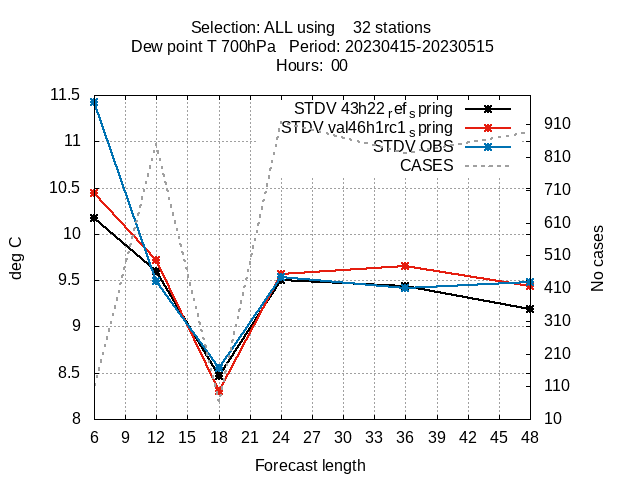 Selection: ALL using    32 stations
Dew point T 700hPa   Period: 20230415-20230515
Hours:  00
STDV 43h22_ref_spring
STDV val46h1rc1_spring
STDV OBS
CASES
deg C
11.5
11
10.5
10
9.5
9
8.5
8
910
810
710
610
510
410
310
210
110
10
No cases
6 9 12 15 18 21 24 27 30 33 36 39 42 45 48
Forecast length